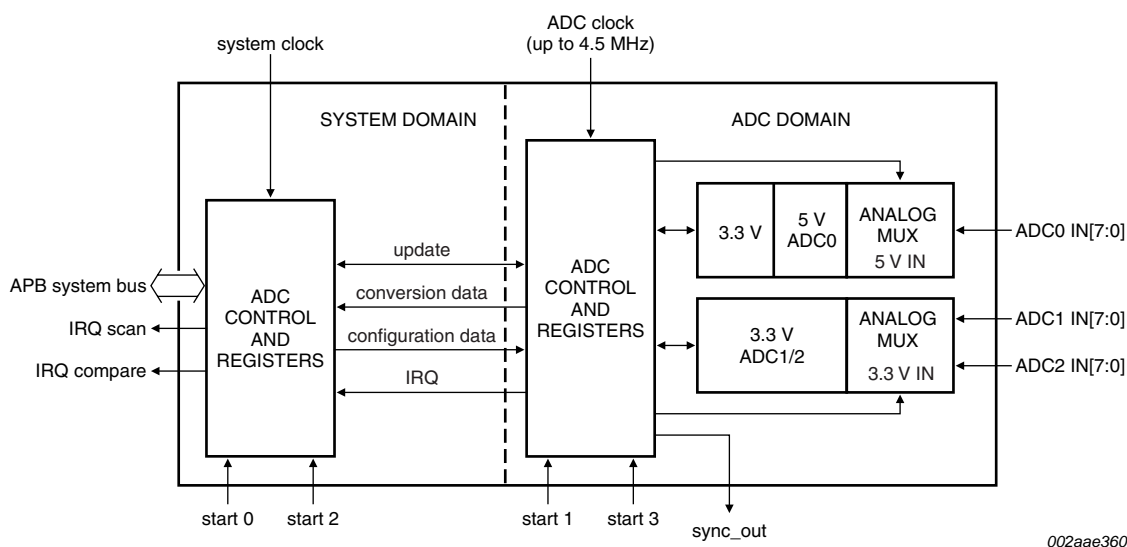 ADC clock
(up to 4.5 MHz)
system clock
SYSTEM DOMAIN
ADC DOMAIN
3.3 V
5 V
ADC0
ANALOG
MUX
5 V IN
ADC0 IN[7:0]
update
ADC
CONTROL
AND
REGISTERS
APB system bus
conversion data
ADC
CONTROL
AND
REGISTERS
IRQ scan
configuration data
IRQ compare
IRQ
3.3 V
ADC1/2
ANALOG
MUX
3.3 V IN
ADC1 IN[7:0]
ADC2 IN[7:0]
start 0
start 2
start 1
start 3
sync_out
002aae360